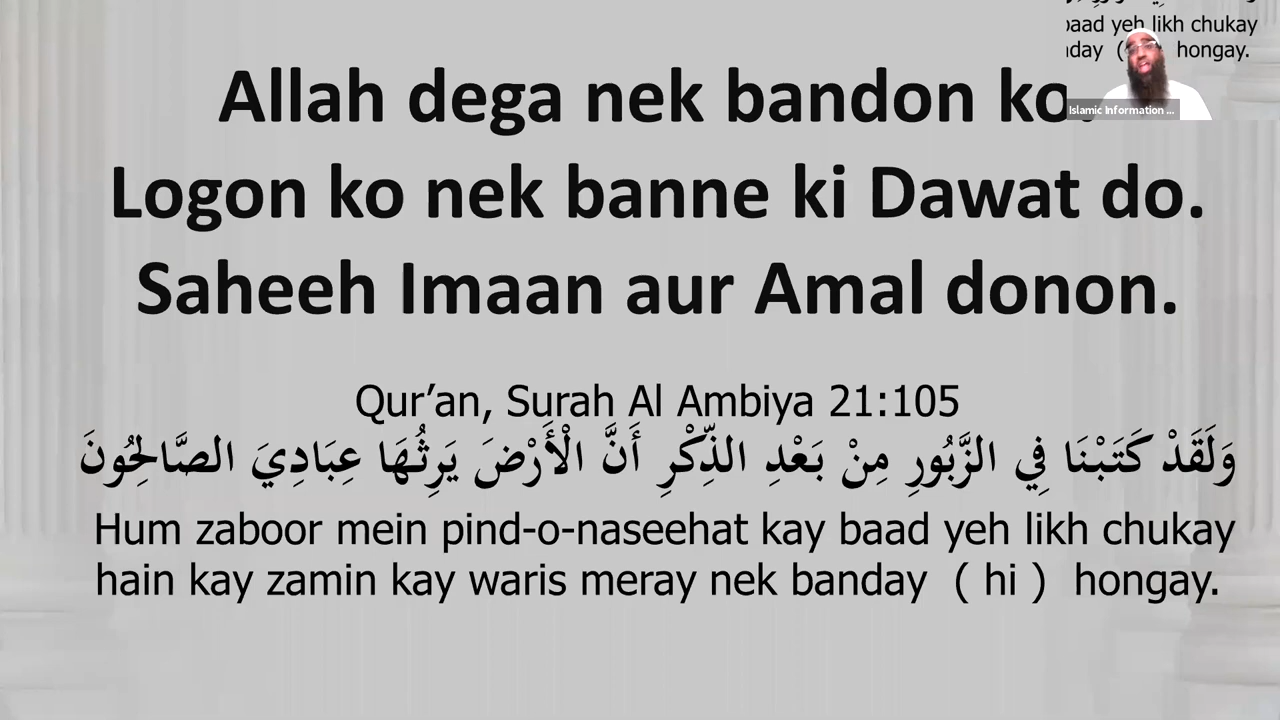 baad yeh likh chukay
hongay.
Islamic Information ...
Allah dega nek bandon ko.
Logon ko nek banne ki Dawat do.
Saheeh Imaan aur Amal donon.
Qur’an, Surah Al Ambiya 21:105
وَلَقَدْ كَتَبْنَا فِي الزَّبُورِ مِنْ بَعْدِ الذِّكْرِ أَنَّ الْأَرْضَ يَرِثُهَا عِبَادِيَ الصَّالِحُونَ
Hum zaboor mein pind-o-naseehat kay baad yeh likh chukay
hain kay zamin kay waris meray nek banday ( hi ) hongay.